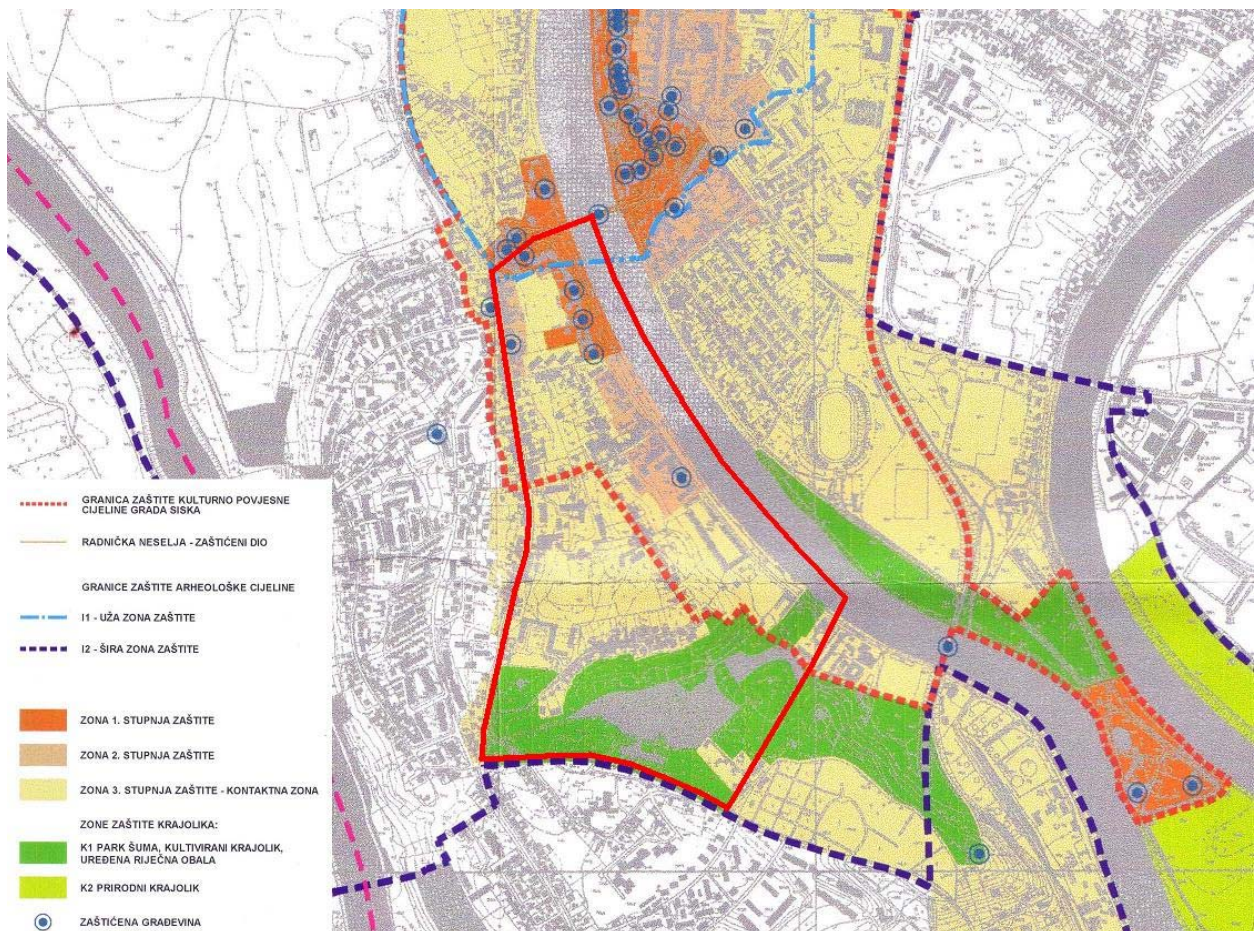 GRANICA ZAŠTITE KULTURNO POVJESNE
CIJELINE GRADA SISKA
RADNIČKA NESELJA - ZAŠTIĆENI DIO
GRANICE ZAŠTITE ARHEOLOŠKE CIJELINE
I1 - UŽA ZONA ZAŠTITE
I2 - ŠIRA ZONA ZAŠTITE
ZONA 1. STUPNJA ZAŠTITE
ZONA 2. STUPNJA ZAŠTITE
ZONA 3. STUPNJA ZAŠTITE - KONTAKTNA ZONA
ZONE ZAŠTITE KRAJOLIKA:
K1 PARK ŠUMA, KULTIVIRANI KRAJOLIK,
UREĐENA RIJEČNA OBALA
K2 PRIRODNI KRAJOLIK
ZAŠTIĆENA GRAĐEVINA